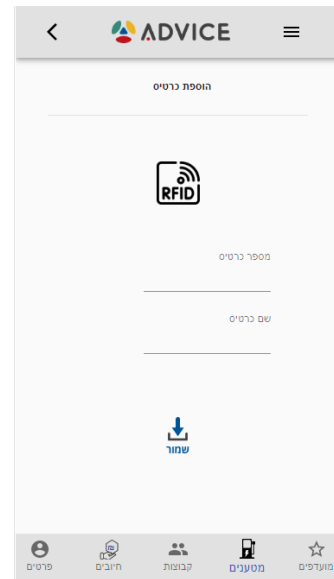 ADVICE
הוספת כרטיס
RFID
מספר כרטיס
שם כרטיס
שמור
מועדפים
מטענים
קבוצות
חיובים
פרטים